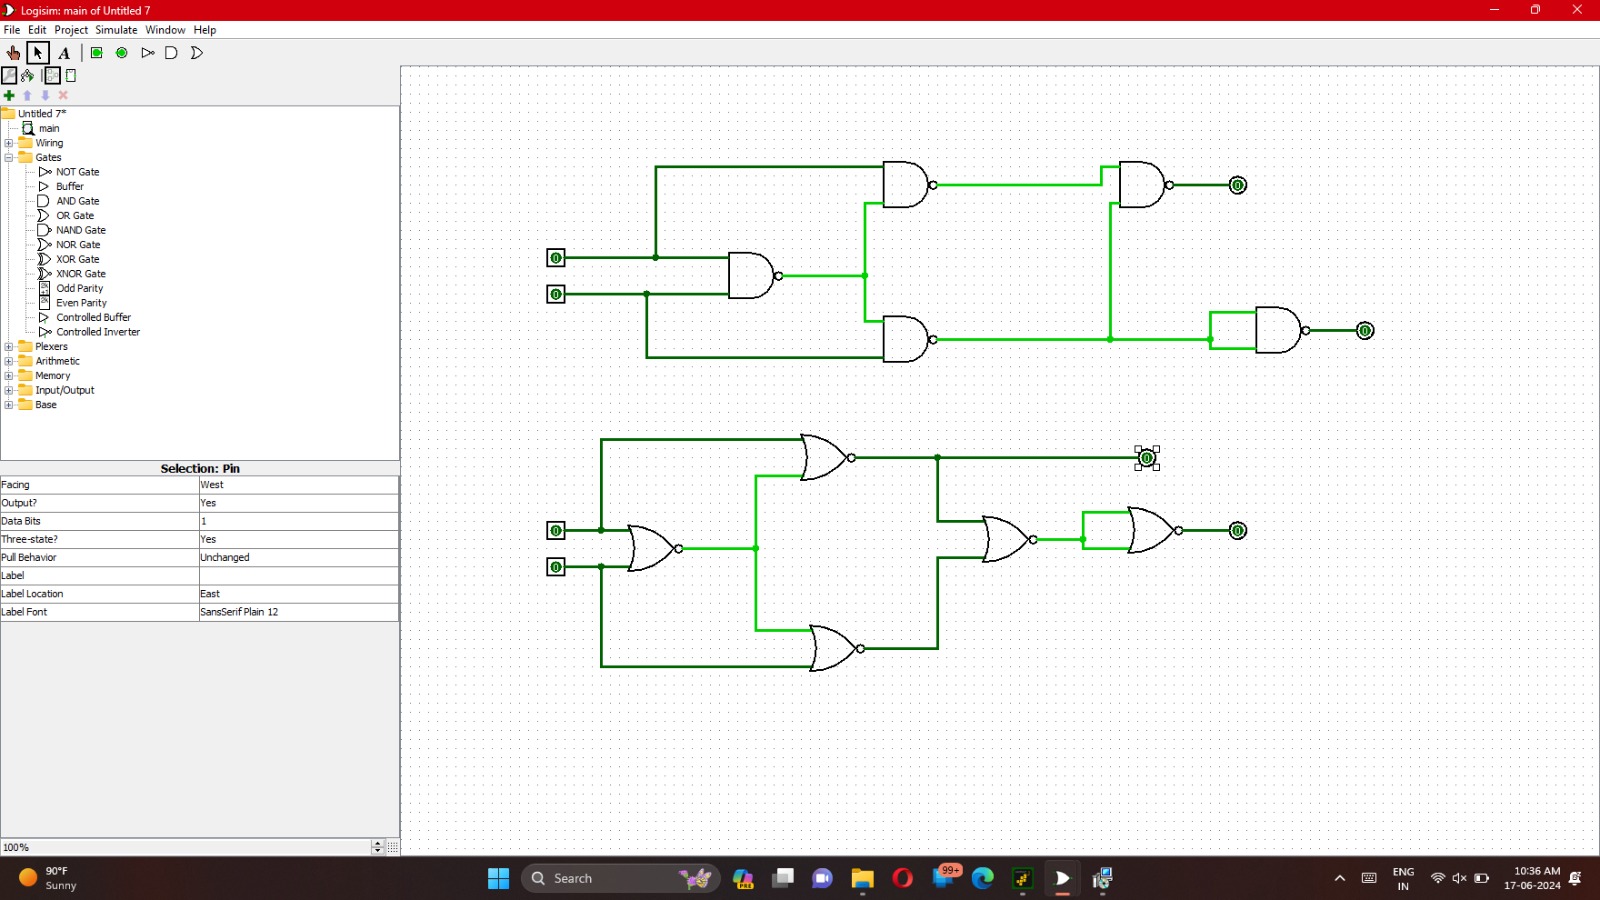 Logisim: main of Untitled 7
File Edit Project Simulate Window Help
A
Untitled 7*
main
Wiring
Gates
NOT Gate
Buffer
AND Gate
OR Gate
NAND Gate
NOR Gate
XOR Gate
XNOR Gate
Odd Parity
Even Parity
Controlled Buffer
Controlled Inverter
Plexers
Arithmetic
Memory
Input/Output
Base
Selection: Pin
Facing West
Output? Yes
Data Bits 1
Three-state? Yes
Pull Behavior Unchanged
Label
Label Location East
Label Font SansSerif Plain 12
100%
0
0
0
0
0
0
0
0
90°F
Sunny
Search
PRE
99+
ENG
IN
10:36 AM
17-06-2024